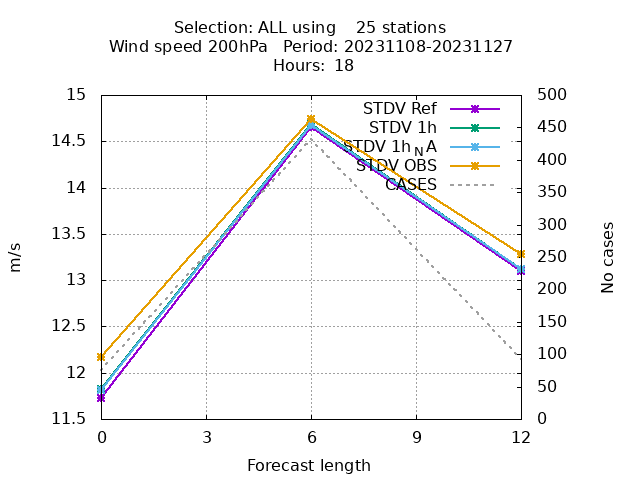 Selection: ALL using    25 stations
Wind speed 200hPa   Period: 20231108-20231127
Hours:  18
15
14.5
14
13.5
13
12.5
12
11.5
500
450
400
350
300
250
200
150
100
50
0
STDV Ref
STDV 1h
STDV 1h_NA
STDV OBS
CASES
m/s
No cases
0 3 6 9 12
Forecast length